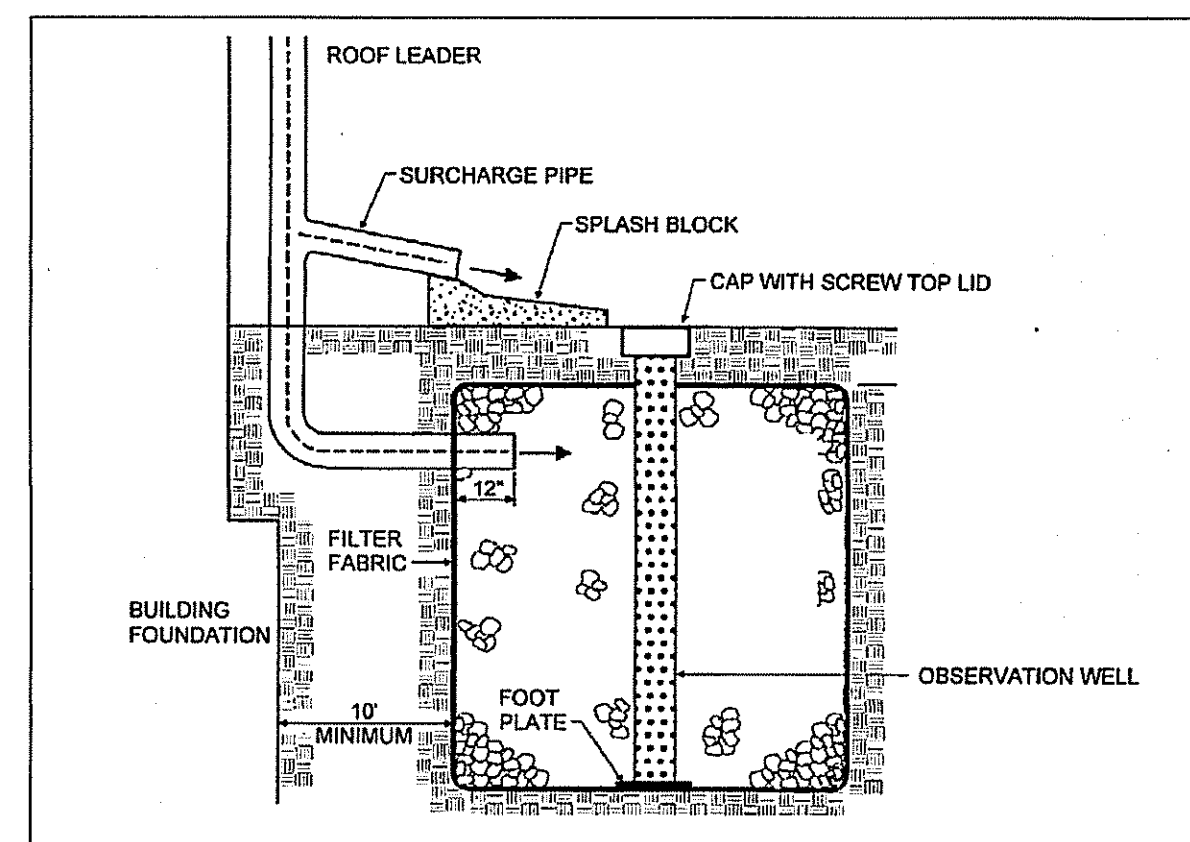 ROOF LEADER
SURCHARGE PIPE
SPLASH BLOCK
CAP WITH SCREW TOP LID
12"
FILTER
FABRIC
BUILDING
FOUNDATION
OBSERVATION WELL
FOOT
PLATE
10'
MINIMUM